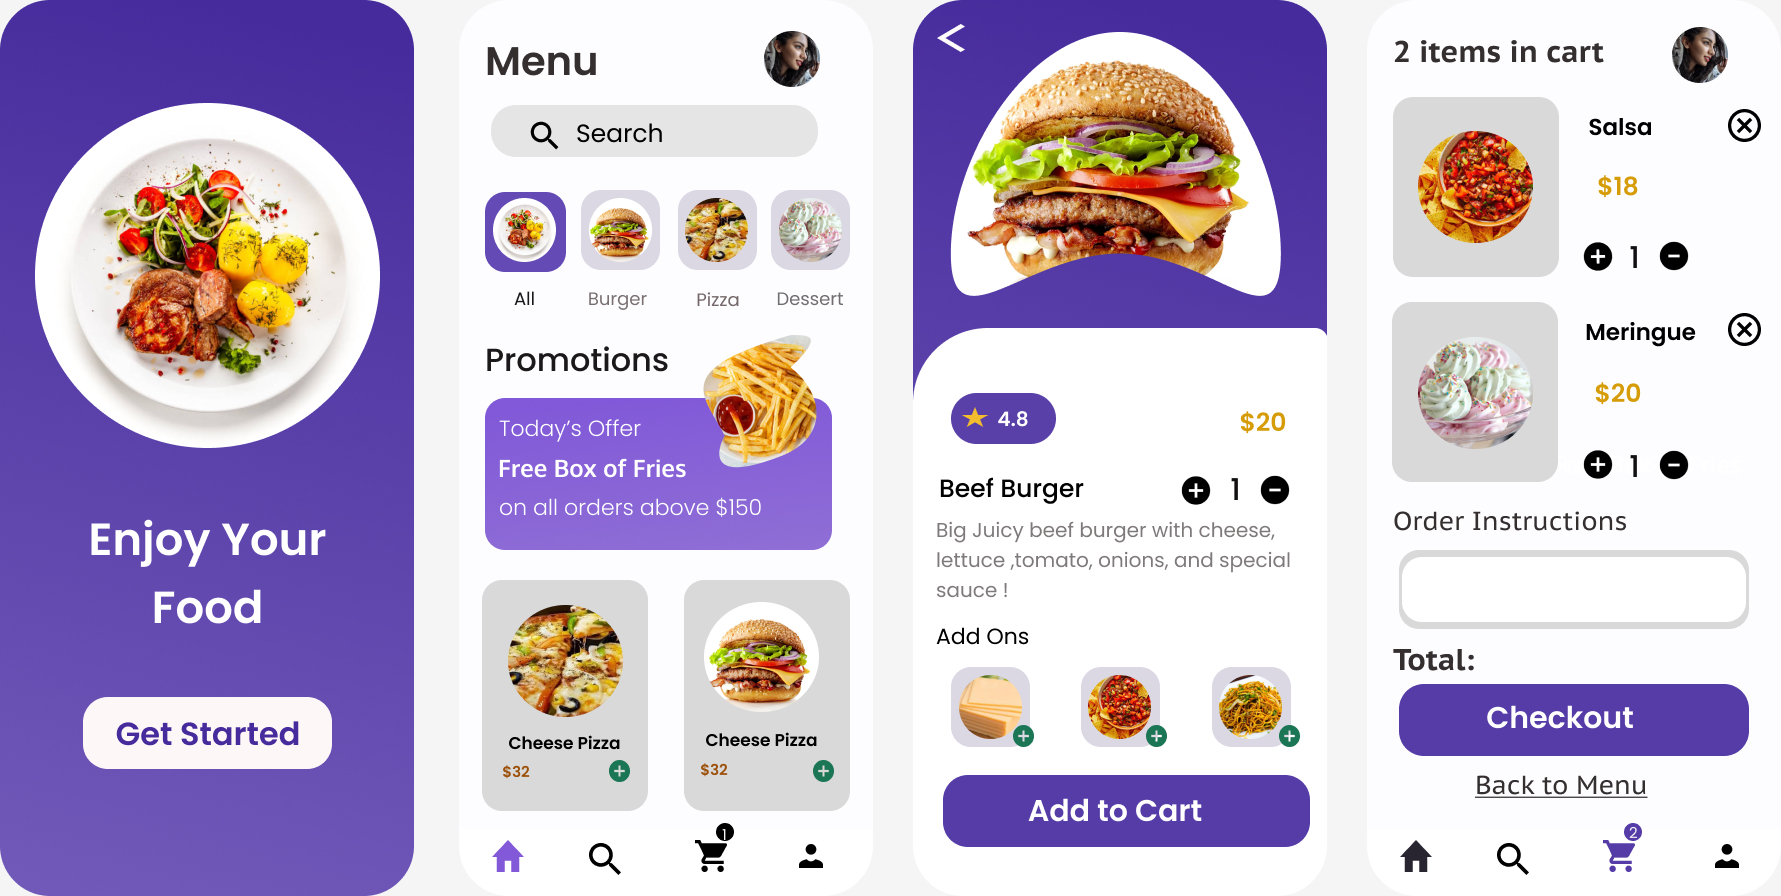 Enjoy Your
Food
Get Started
Menu
Search
All
Burger
Pizza
Dessert
Promotions
Today's Offer
Free Box of Fries
on all orders above $150
Cheese Pizza
$32
Cheese Pizza
$32
1
4.8
$20
Beef Burger
1
Big Juicy beef burger with cheese,
lettuce ,tomato, onions, and special
sauce !
Add Ons
Add to Cart
2 items in cart
Salsa
$18
1
Meringue
$20
1
Order Instructions
Total:
Checkout
Back to Menu
2